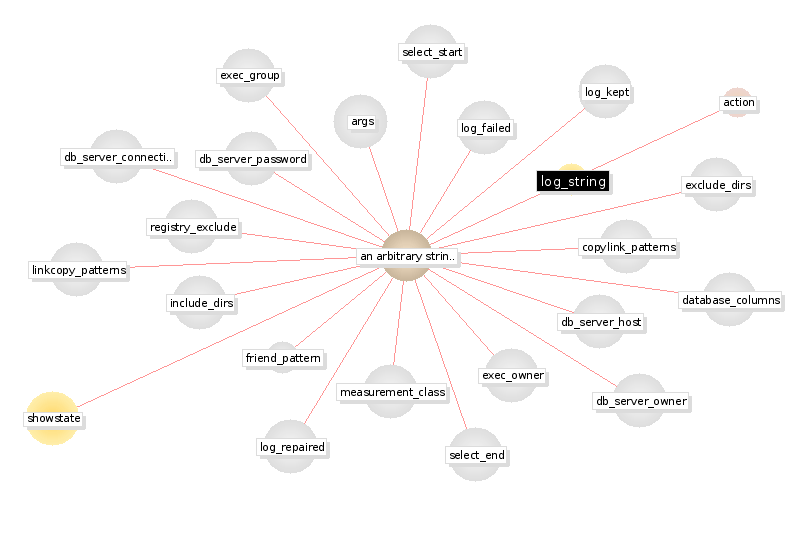 select_start
exec_group
log_kept
action
args
log_failed
db_server_connecti..
db_server_password
log_string
exclude_dirs
registry_exclude
copylink_patterns
an arbitrary strin..
linkcopy_patterns
include_dirs
database_columns
db_server_host
friend_pattern
exec_owner
measurement_class
db_server_owner
showstate
log_repaired
select_end